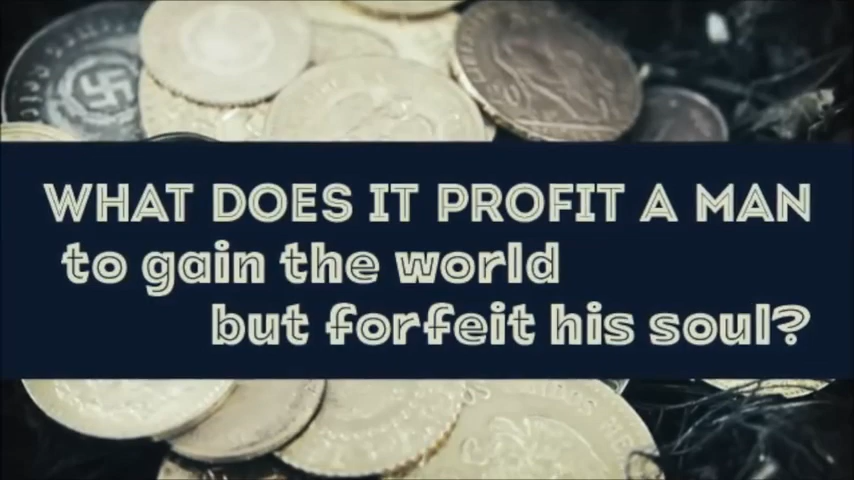 WHAT DOES IT PROFIT A MAN
to gain the world
but forfeit his soul?